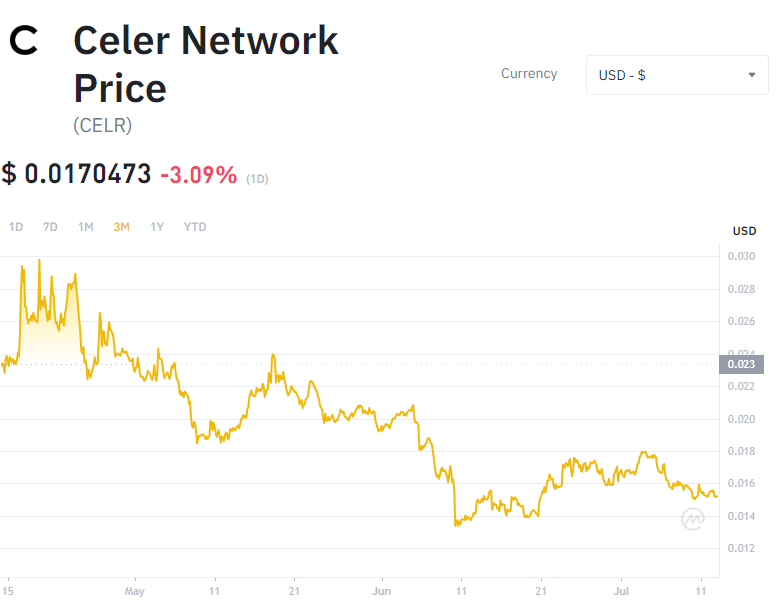 Celer Network
Price
(CELR)
Currency
USD - $
$ 0.0170473 -3.09% (1D)
1D 7D 1M 3M 1Y YTD
USD
0.030
0.028
0.026
0.024
0.023
0.022
0.020
0.018
0.016
0.014
0.012
15 May 11 21 Jun 11 21 Jul 11